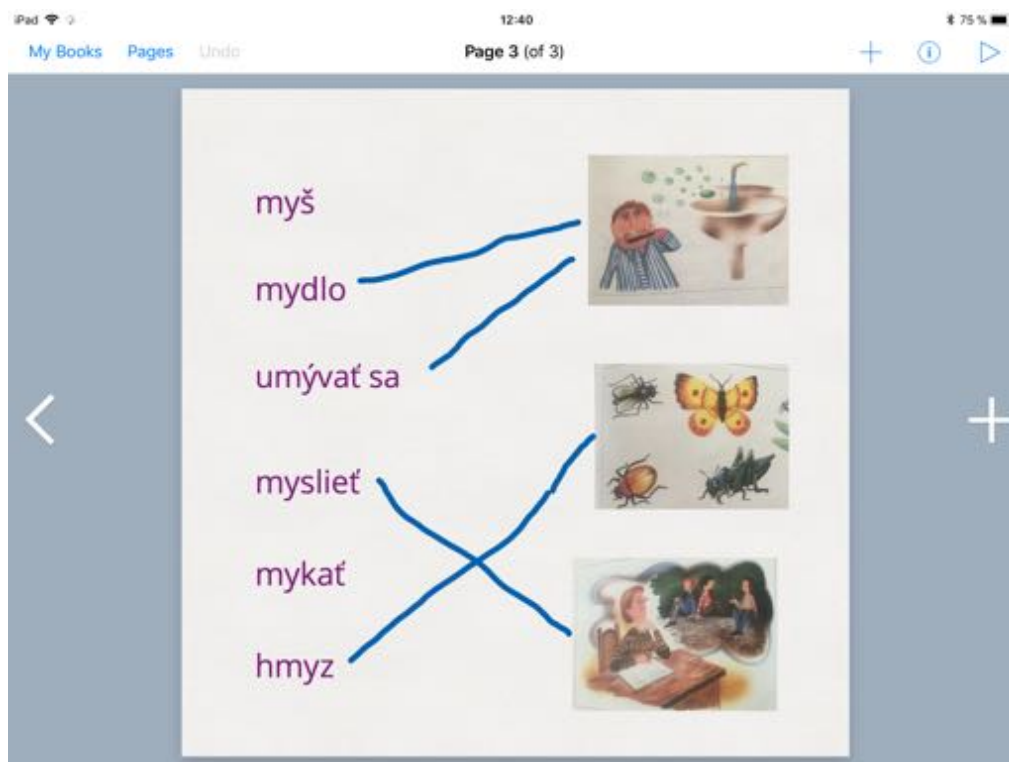 iPad 12:40 75 %
My Books Pages Undo Page 3 (of 3)
myš
mydlo
umývať sa
myslieť
mykať
hmyz